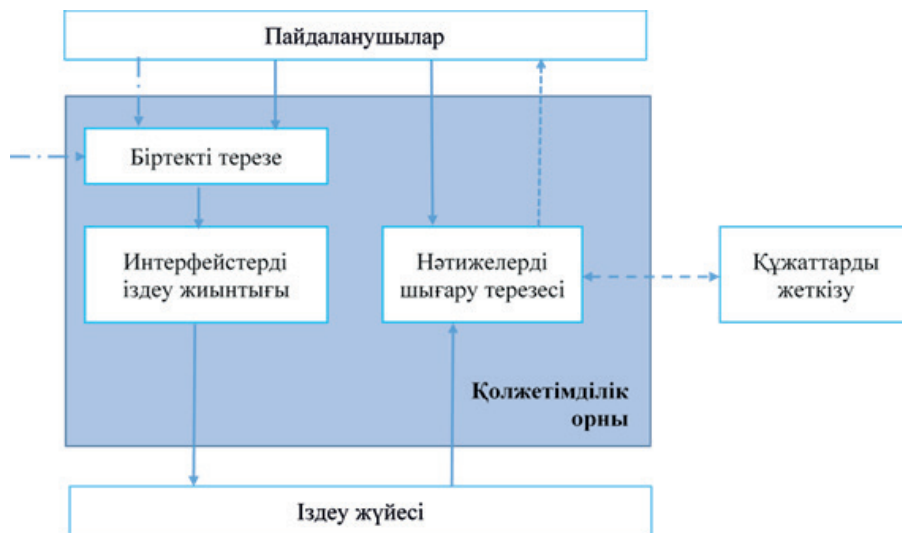 Пайдаланушылар
Біртекті терезе
Интерфейстерді
іздеу жиынтығы
Нәтижелерді
шығару терезесі
Құжаттарды
жеткізу
Қолжетімділік
орны
Іздеу жүйесі